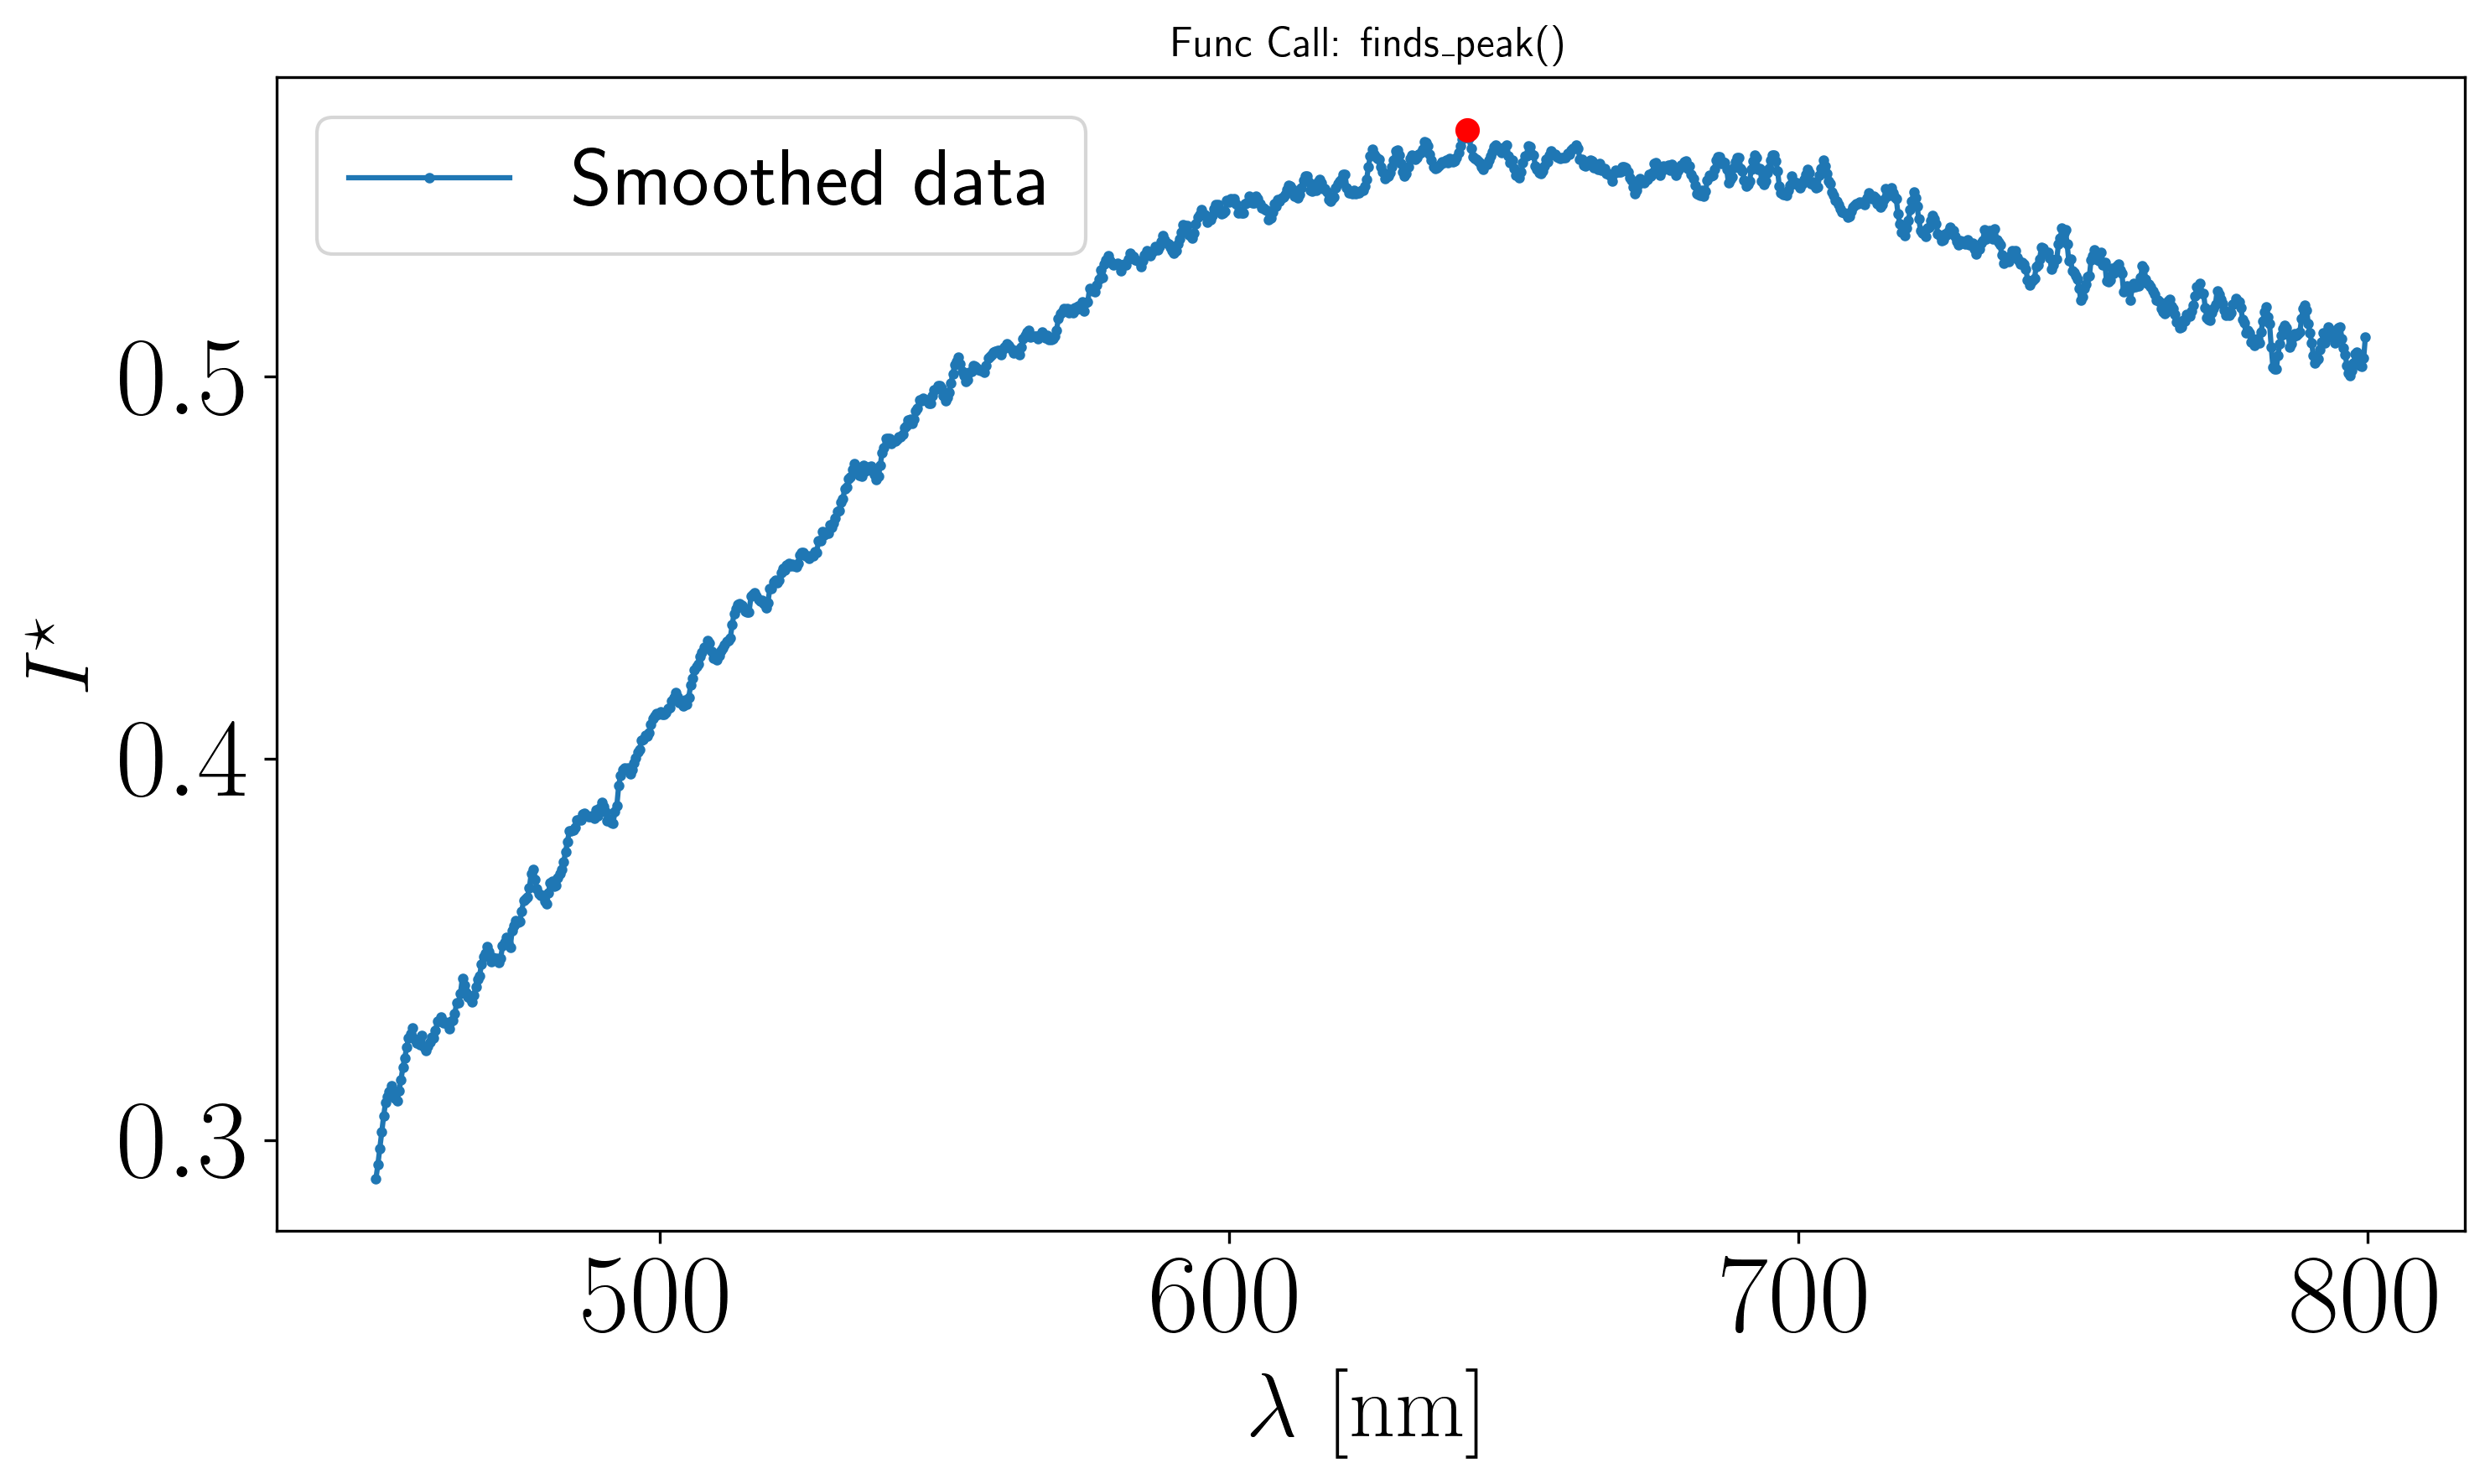 Func Call: finds_peak()
Smoothed data
I⋆
0.5
0.4
0.3
500 600 700 800
λ [nm]